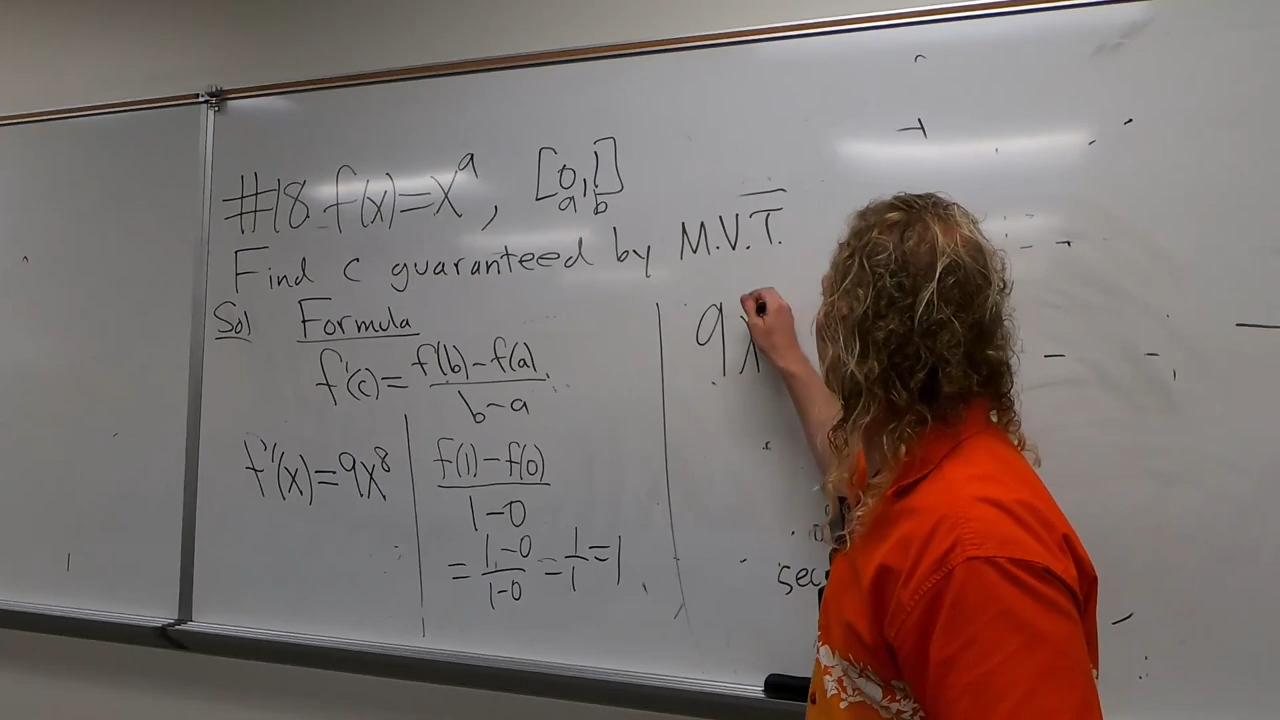 #18. f(x)=x⁹, [0,1]
a b
Find c guaranteed by M.V.T.
Sol Formula
f'(c)= f(b)-f(a) / b-a
f'(x)=9x⁸
f(1)-f(0) / 1-0
= 1-0 / 1-0 = 1/1 = 1
9x
sec